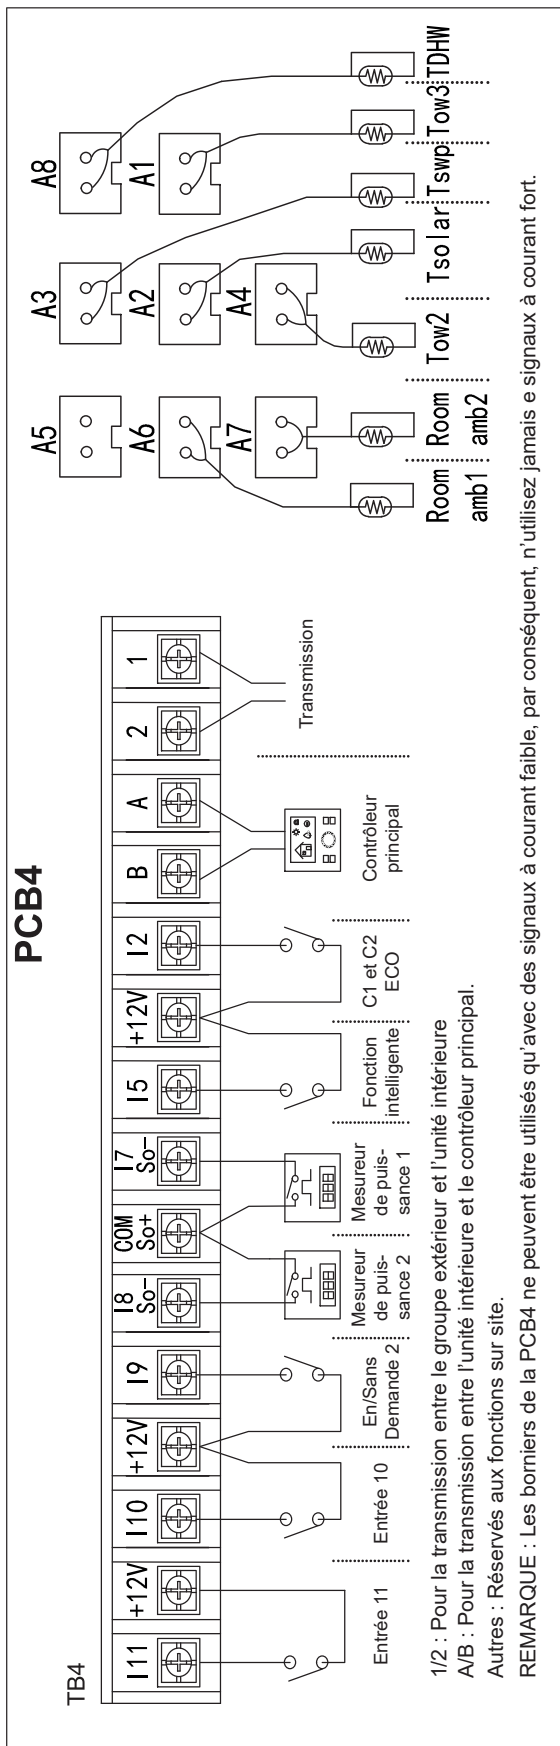 PCB4
TB4
I11
+12V
I10
+12V
I9
I8
So−
COM
So+
I7
So−
I5
+12V
I2
B
A
2
1
Entrée 11
Entrée 10
En/Sans
Demande 2
Mesureur
de puis-
sance 2
Mesureur
de puis-
sance 1
Fonction
intelligente
C1 et C2
ECO
Contrôleur
principal
Transmission
A5
A3
A8
A6
A2
A1
A7
A4
Room
amb1
Room
amb2
Tow2
Tsolar
Tswp
Tow3
TDHW
1/2 : Pour la transmission entre le groupe extérieur et l'unité intérieure
A/B : Pour la transmission entre l'unité intérieure et le contrôleur principal.
Autres : Réservés aux fonctions sur site.
REMARQUE : Les borniers de la PCB4 ne peuvent être utilisés qu'avec des signaux à courant faible, par conséquent, n'utilisez jamais e signaux à courant fort.